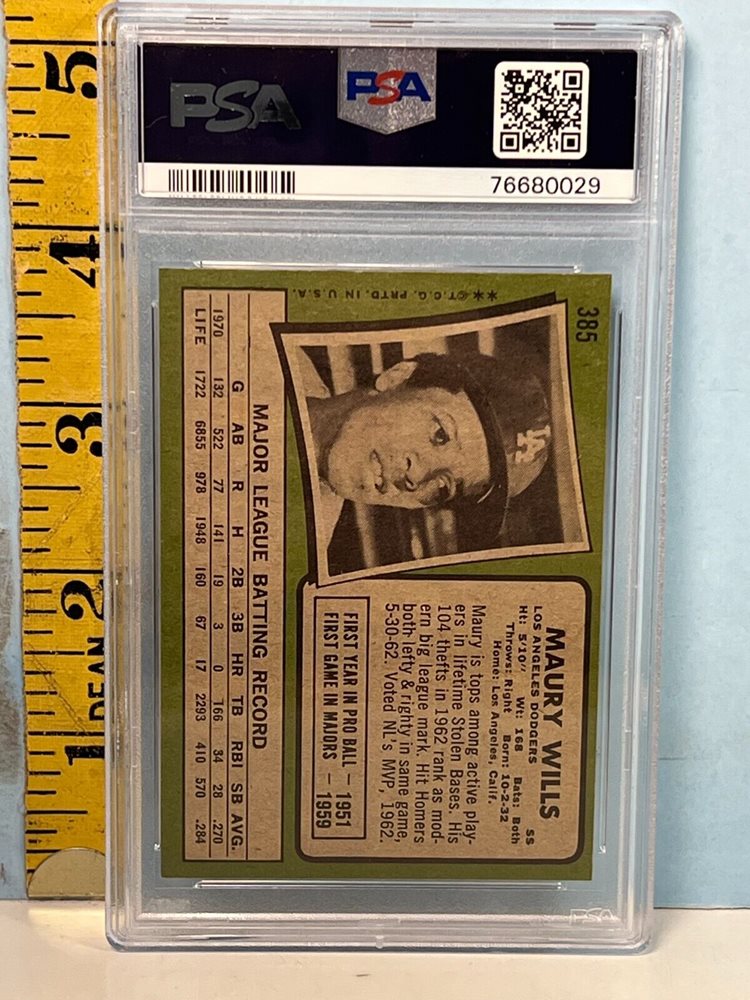 PSA
PSA
76680029
385
**©T.C.G. PRTD. IN U.S.A.
LA
MAURY WILLS SS
LOS ANGELES DODGERS
Ht: 5/10" Wt: 168 Bats: Both
Throws: Right Born: 10-2-32
Home: Los Angeles, Calif.
Maury is tops among active play-
ers in lifetime Stolen Bases. His
104 thefts in 1962 rank as mod-
ern big league mark. Hit Homers
both lefty & righty in same game,
5-30-62. Voted NL's MVP, 1962.
FIRST YEAR IN PRO BALL — 1951
FIRST GAME IN MAJORS — 1959
MAJOR LEAGUE BATTING RECORD
G AB R H 2B 3B HR TB RBI SB AVG.
1970 132 522 77 141 19 3 0 166 34 28 .270
LIFE 1722 6855 978 1948 160 67 17 2293 410 570 .284
5
4
3
2
1
DEAN
PSA